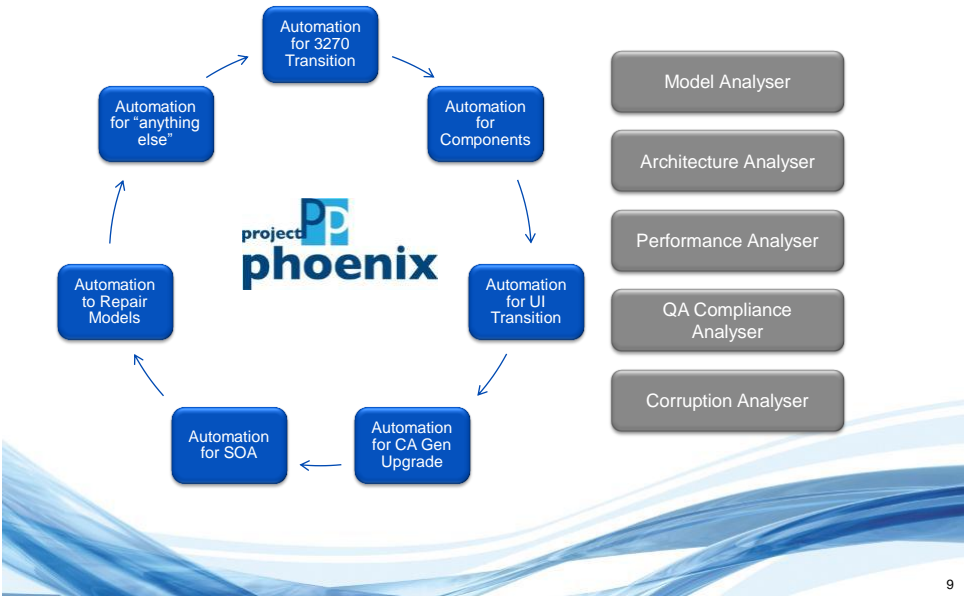 Automation
for 3270
Transition
Automation
for
Components
Automation
for UI
Transition
Automation
for CA Gen
Upgrade
Automation
for SOA
Automation
to Repair
Models
Automation
for “anything
else”
PP
project
phoenix
Model Analyser
Architecture Analyser
Performance Analyser
QA Compliance
Analyser
Corruption Analyser
9